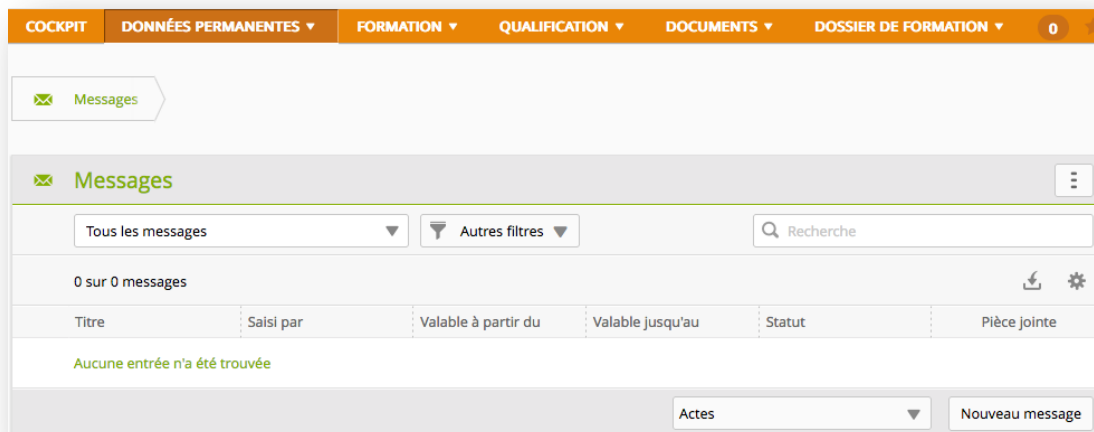 COCKPIT DONNÉES PERMANENTES FORMATION QUALIFICATION DOCUMENTS DOSSIER DE FORMATION 0
Messages
Messages
Tous les messages Autres filtres Recherche
0 sur 0 messages
Titre Saisi par Valable à partir du Valable jusqu'au Statut Pièce jointe
Aucune entrée n'a été trouvée
Actes Nouveau message